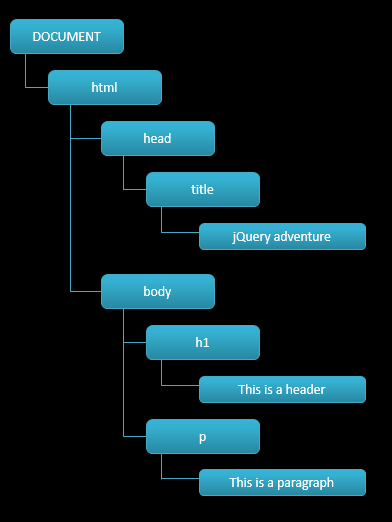 DOCUMENT
html
head
title
jQuery adventure
body
h1
This is a header
p
This is a paragraph